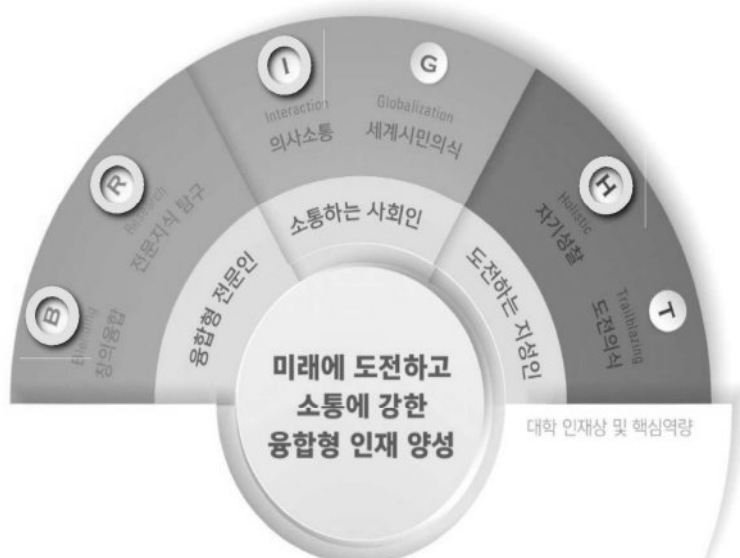 B
Blending
창의융합
R
Research
전문지식 탐구
I
Interaction
의사소통
G
Globalization
세계시민의식
H
Holistic
자기성찰
T
Trailblazing
도전의식
융합형 전문인
소통하는 사회인
도전하는 지성인
미래에 도전하고
소통에 강한
융합형 인재 양성
대학 인재상 및 핵심역량